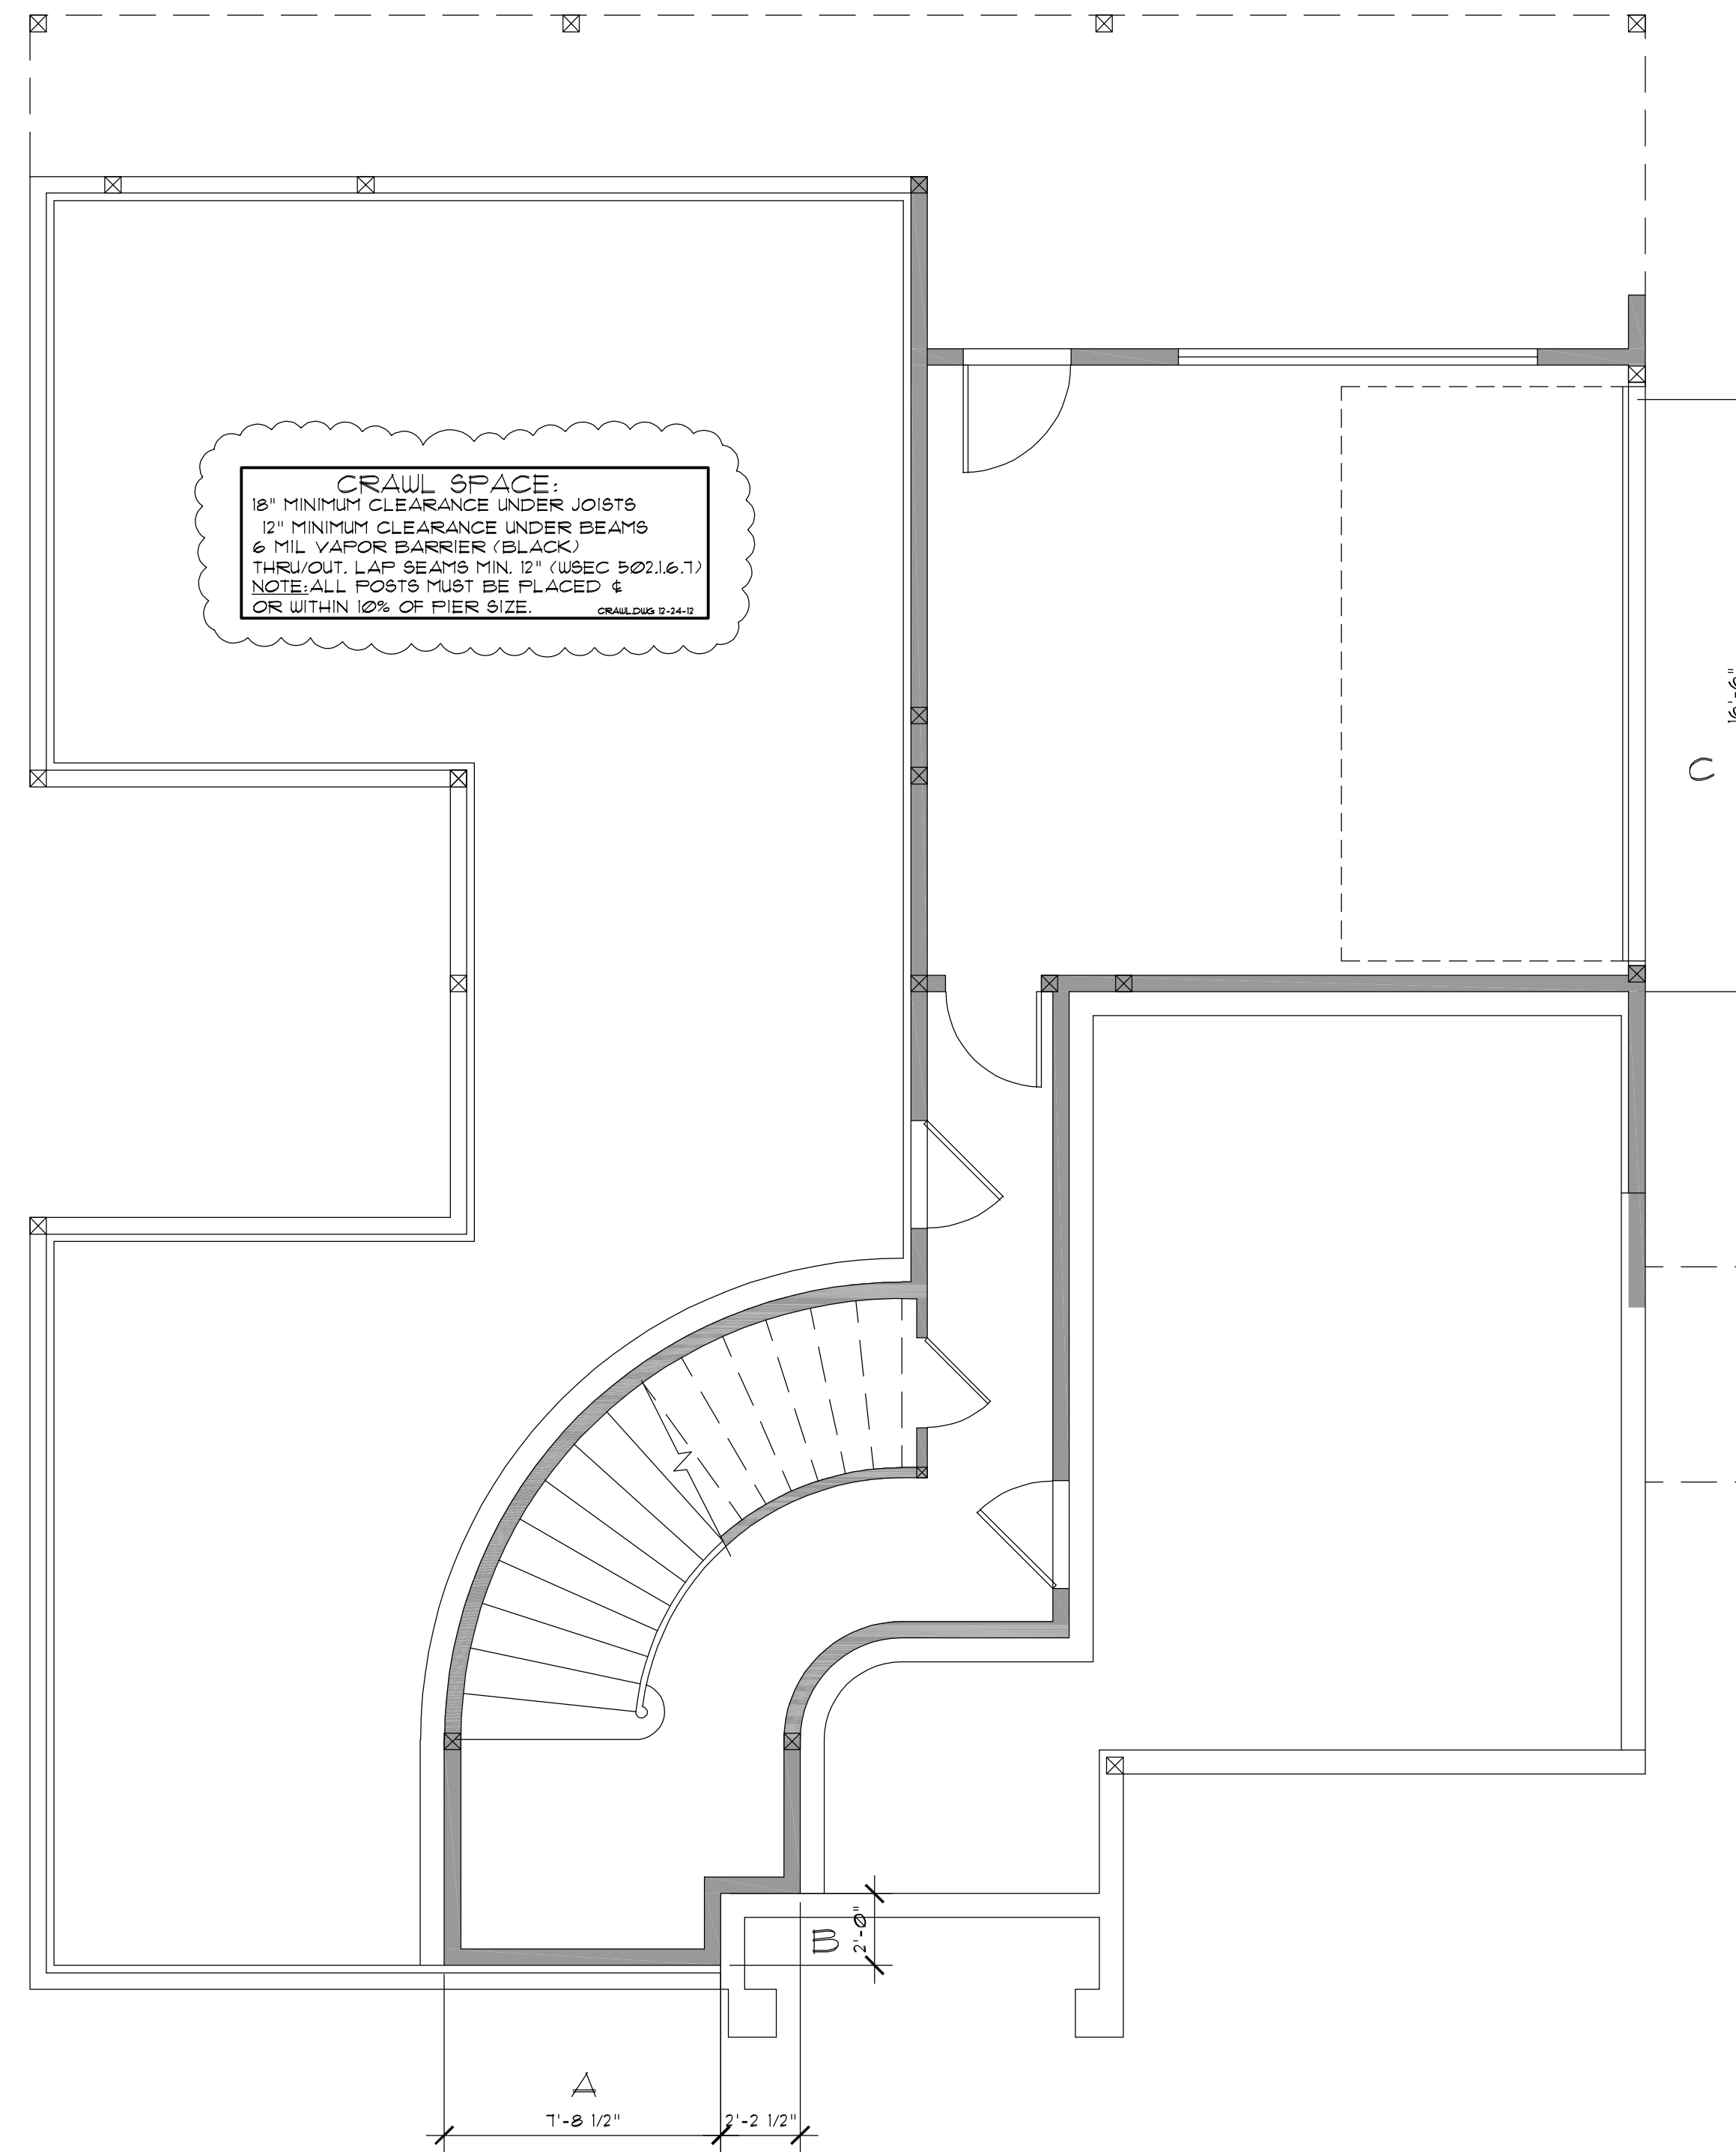 CRAWL SPACE:
18" MINIMUM CLEARANCE UNDER JOISTS
12" MINIMUM CLEARANCE UNDER BEAMS
6 MIL VAPOR BARRIER (BLACK)
THRU/OUT. LAP SEAMS MIN. 12" (WSEC 502.1.6.7)
NOTE: ALL POSTS MUST BE PLACED ℄
OR WITHIN 10% OF PIER SIZE.
CRAWL.DWG 12-24-12
16'-6"
C
B
2'-0"
A
7'-8 1/2"
2'-2 1/2"